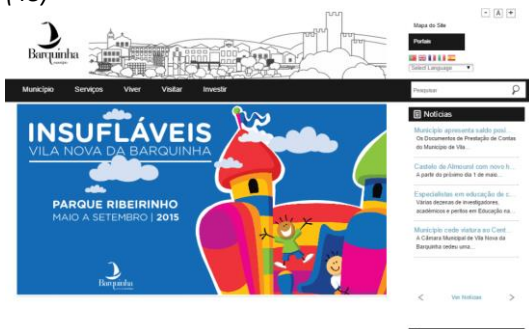 - A +
Mapa do Site
Portais
Select Language ▼
Barquinha
Município Serviços Viver Visitar Investir
Pesquisar
INSUFLÁVEIS
VILA NOVA DA BARQUINHA
PARQUE RIBEIRINHO
MAIO A SETEMBRO | 2015
Barquinha
Notícias
Município apresenta saldo posi...
Os Documentos de Prestação de Contas
do Município de Vila...
Castelo de Almourol com novo h...
A partir do próximo dia 1 de maio...
Especialistas em educação de c...
Várias dezenas de investigadores,
académicos e peritos em Educação na...
Município cede viatura ao Cent...
A Câmara Municipal de Vila Nova da
Barquinha cedeu uma...
< Ver Notícias >